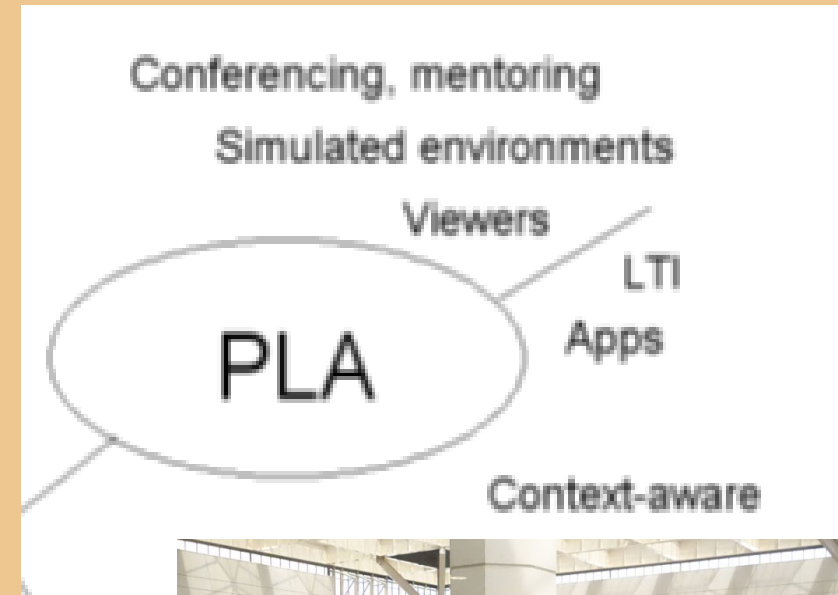 Conferencing, mentoring
Simulated environments
Viewers
LTI
Apps
PLA
Context-aware